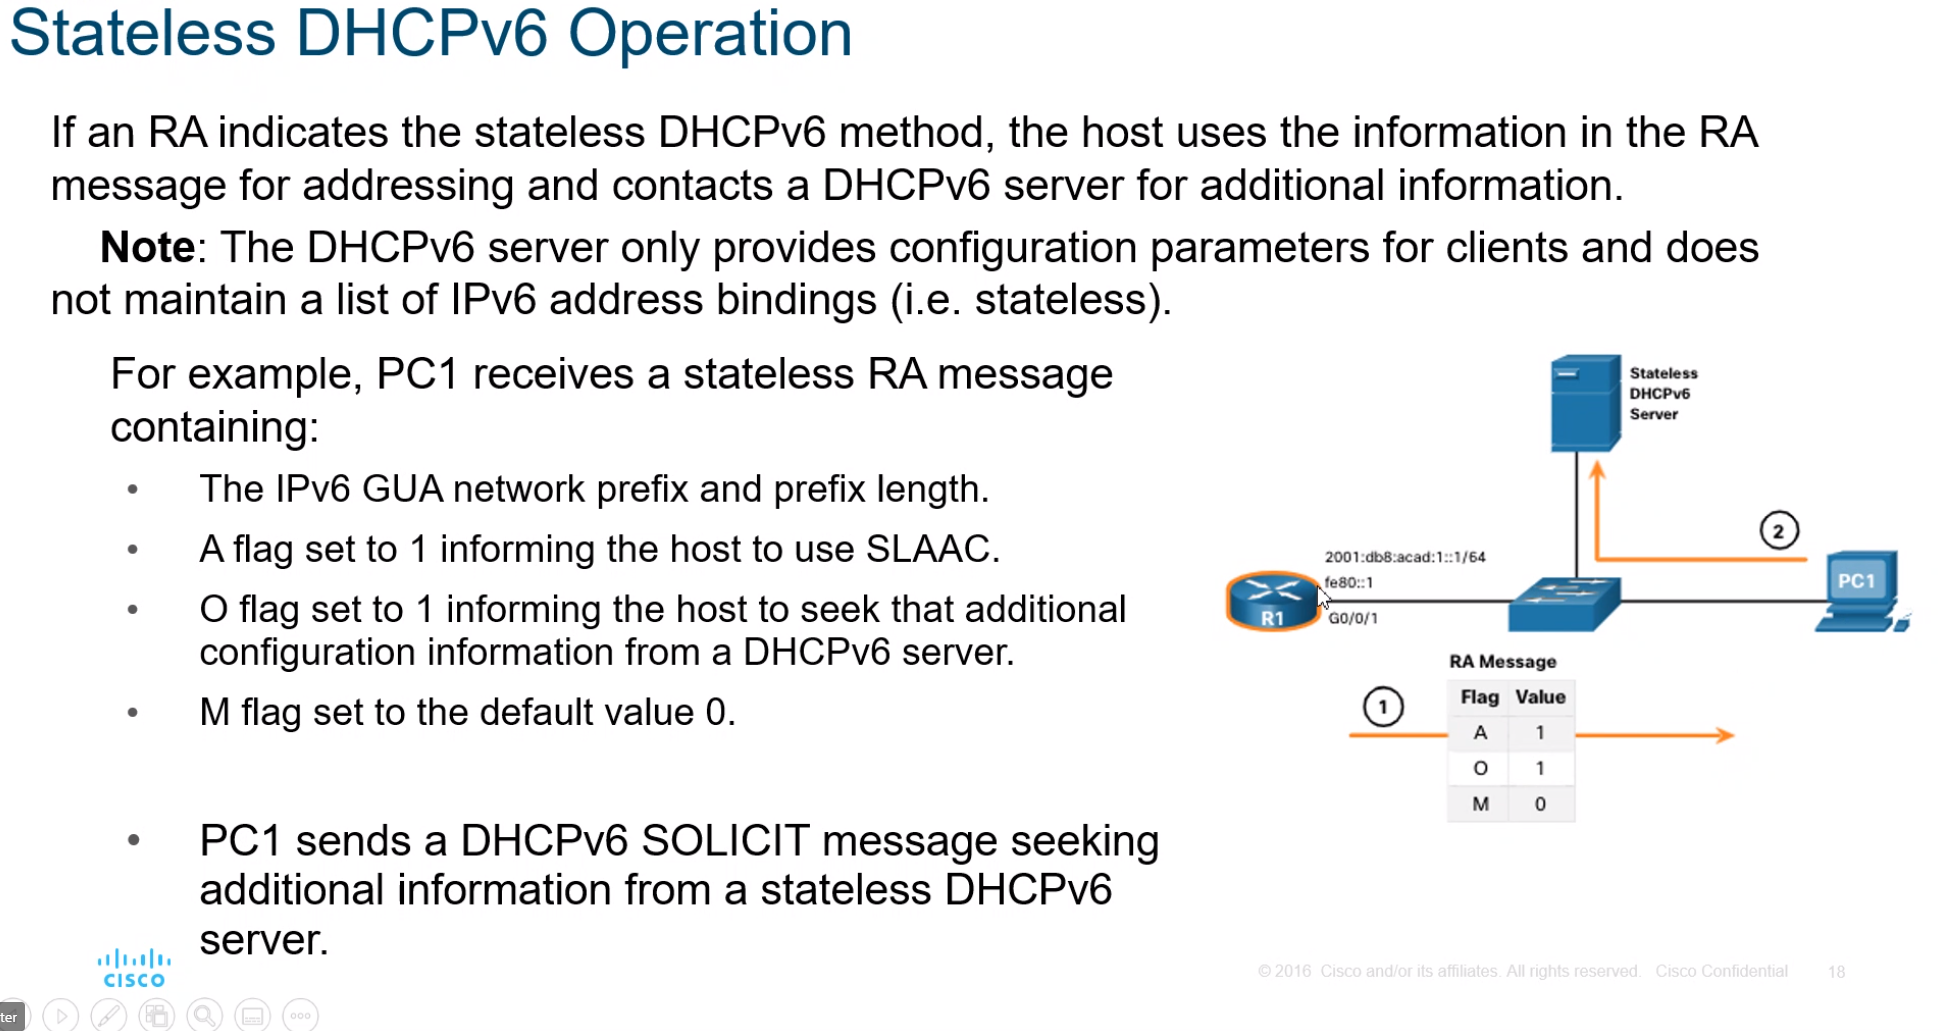 Stateless DHCPv6 Operation
If an RA indicates the stateless DHCPv6 method, the host uses the information in the RA
message for addressing and contacts a DHCPv6 server for additional information.
Note: The DHCPv6 server only provides configuration parameters for clients and does
not maintain a list of IPv6 address bindings (i.e. stateless).
For example, PC1 receives a stateless RA message
containing:
• The IPv6 GUA network prefix and prefix length.
• A flag set to 1 informing the host to use SLAAC.
• O flag set to 1 informing the host to seek that additional
configuration information from a DHCPv6 server.
• M flag set to the default value 0.
• PC1 sends a DHCPv6 SOLICIT message seeking
additional information from a stateless DHCPv6
server.
Stateless
DHCPv6
Server
2
2001:db8:acad:1::1/64
fe80::1
G0/0/1
R1
PC1
RA Message
1
Flag Value
A 1
O 1
M 0
CISCO
© 2016 Cisco and/or its affiliates. All rights reserved. Cisco Confidential 18
ter